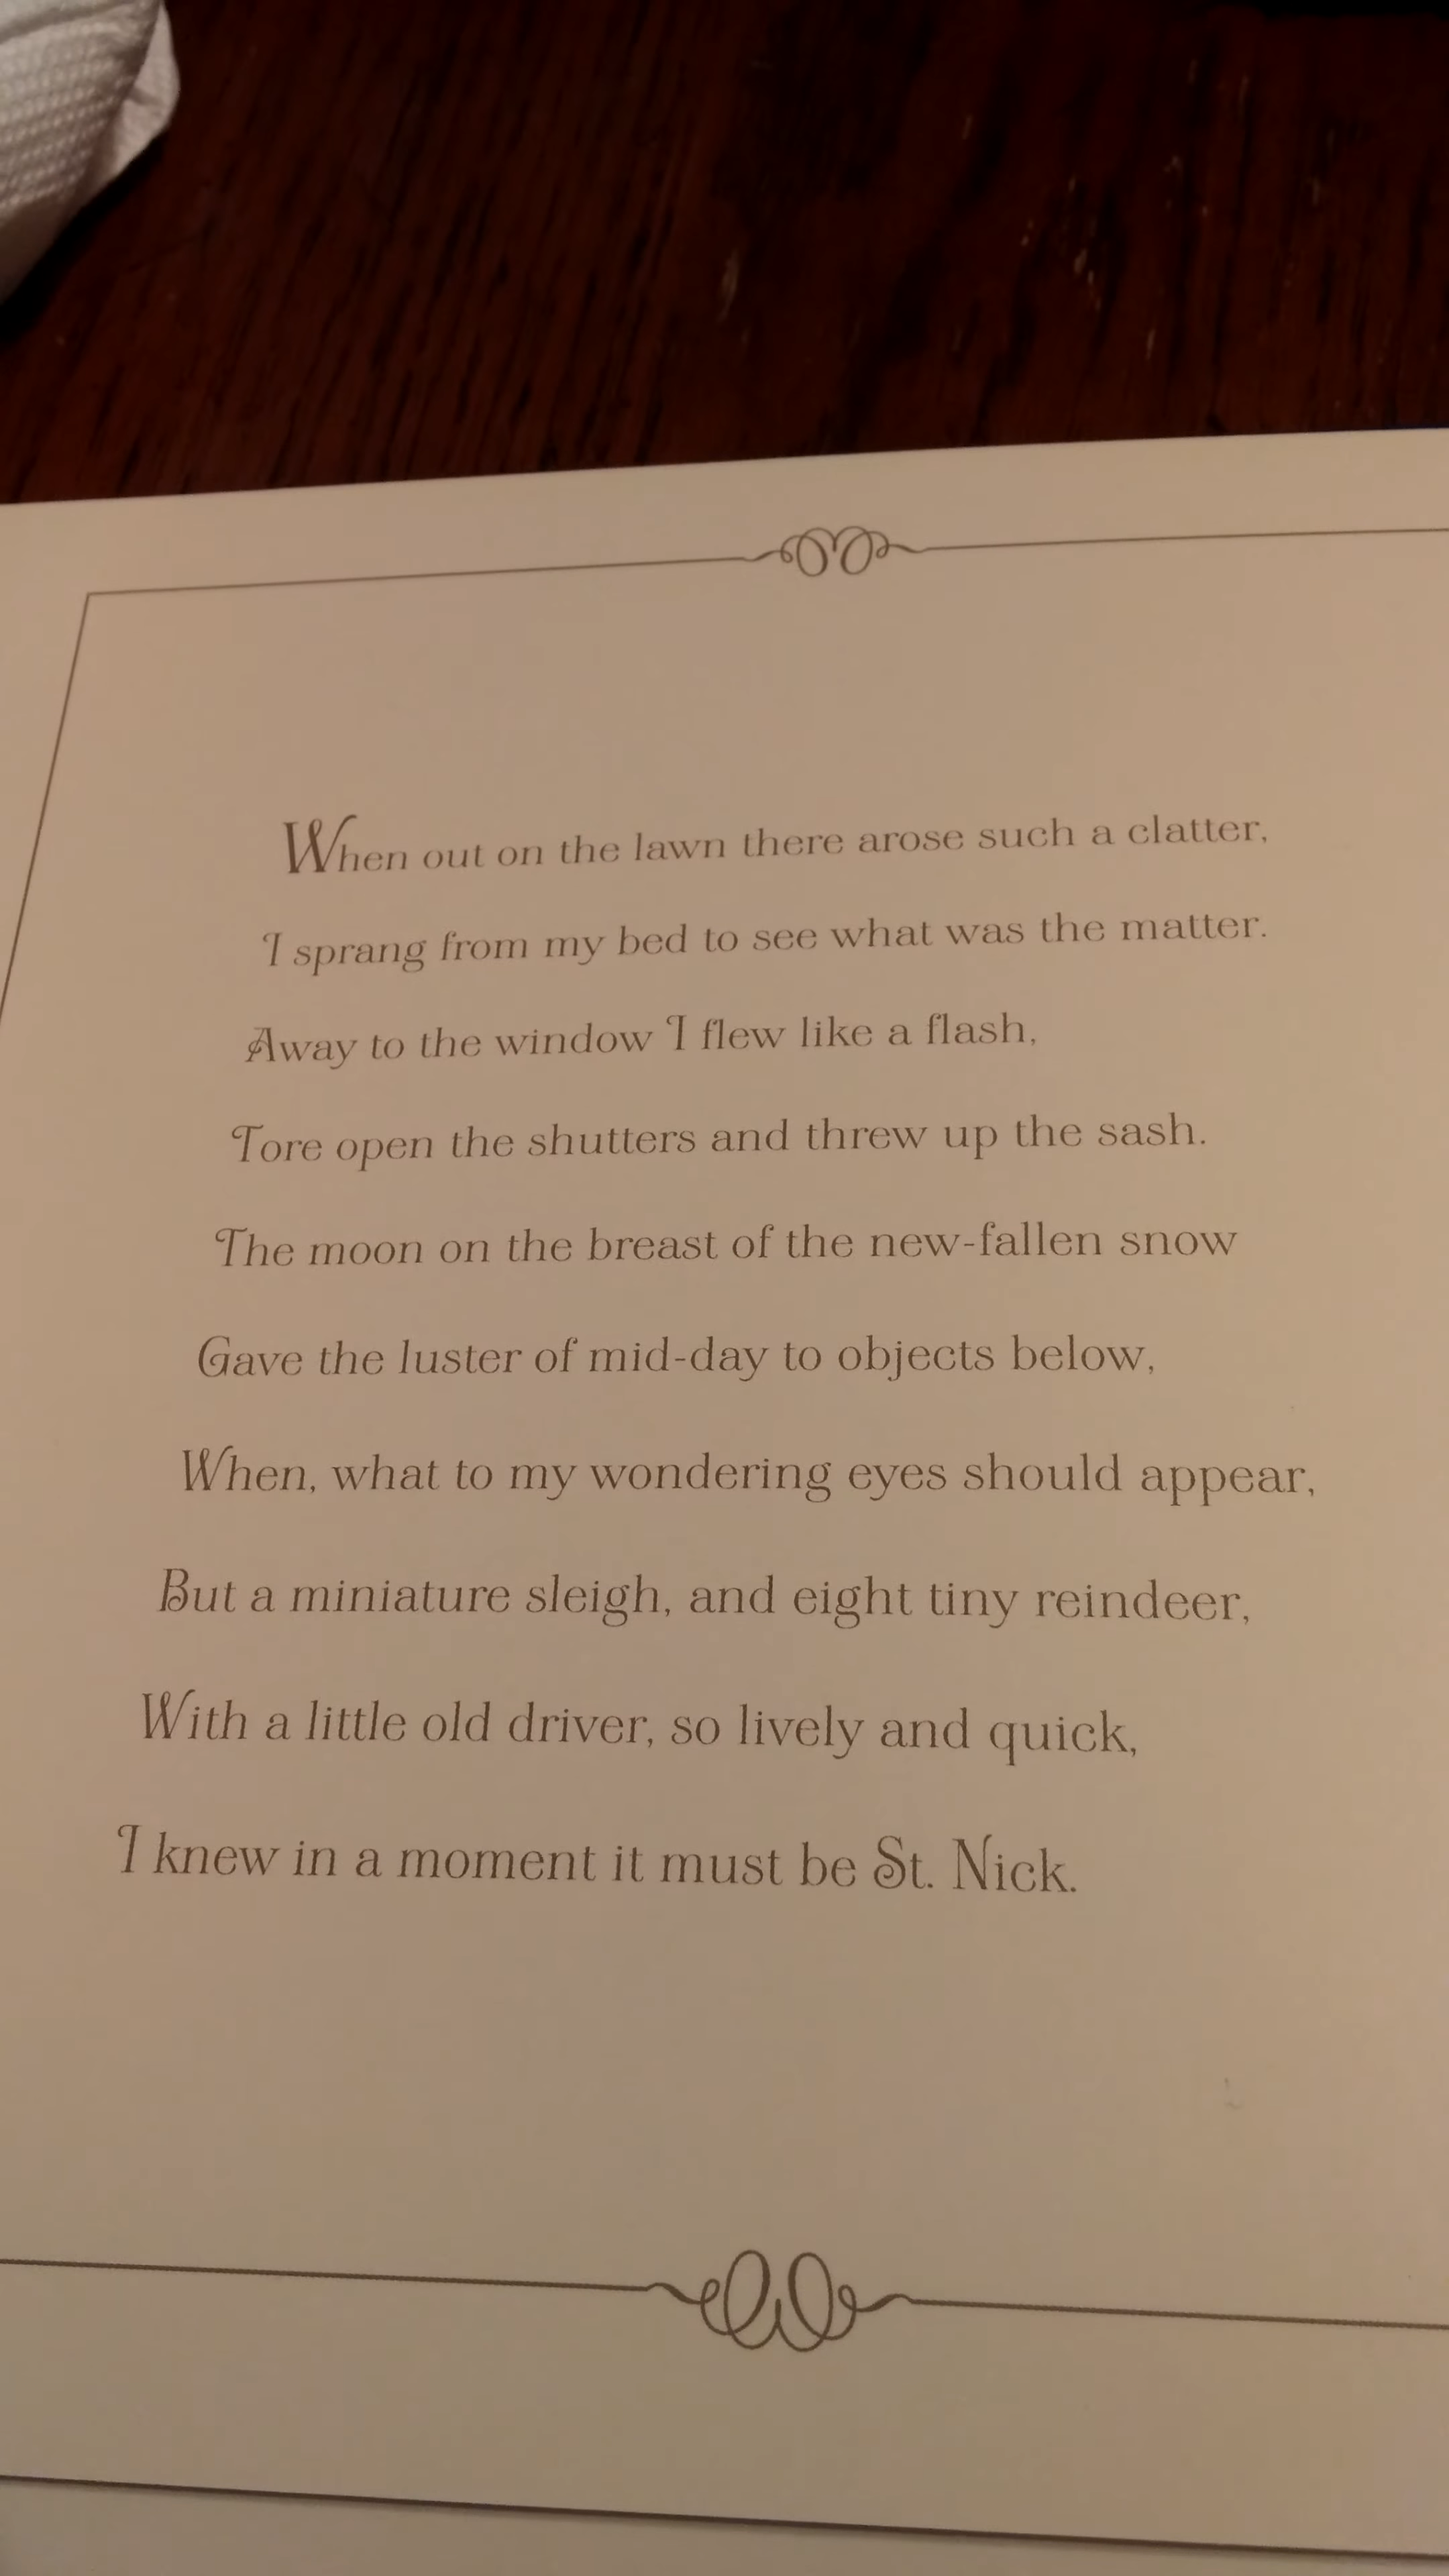 When out on the lawn there arose such a clatter,
I sprang from my bed to see what was the matter.
Away to the window I flew like a flash,
Tore open the shutters and threw up the sash.
The moon on the breast of the new-fallen snow
Gave the luster of mid-day to objects below,
When, what to my wondering eyes should appear,
But a miniature sleigh, and eight tiny reindeer,
With a little old driver, so lively and quick,
I knew in a moment it must be St. Nick.